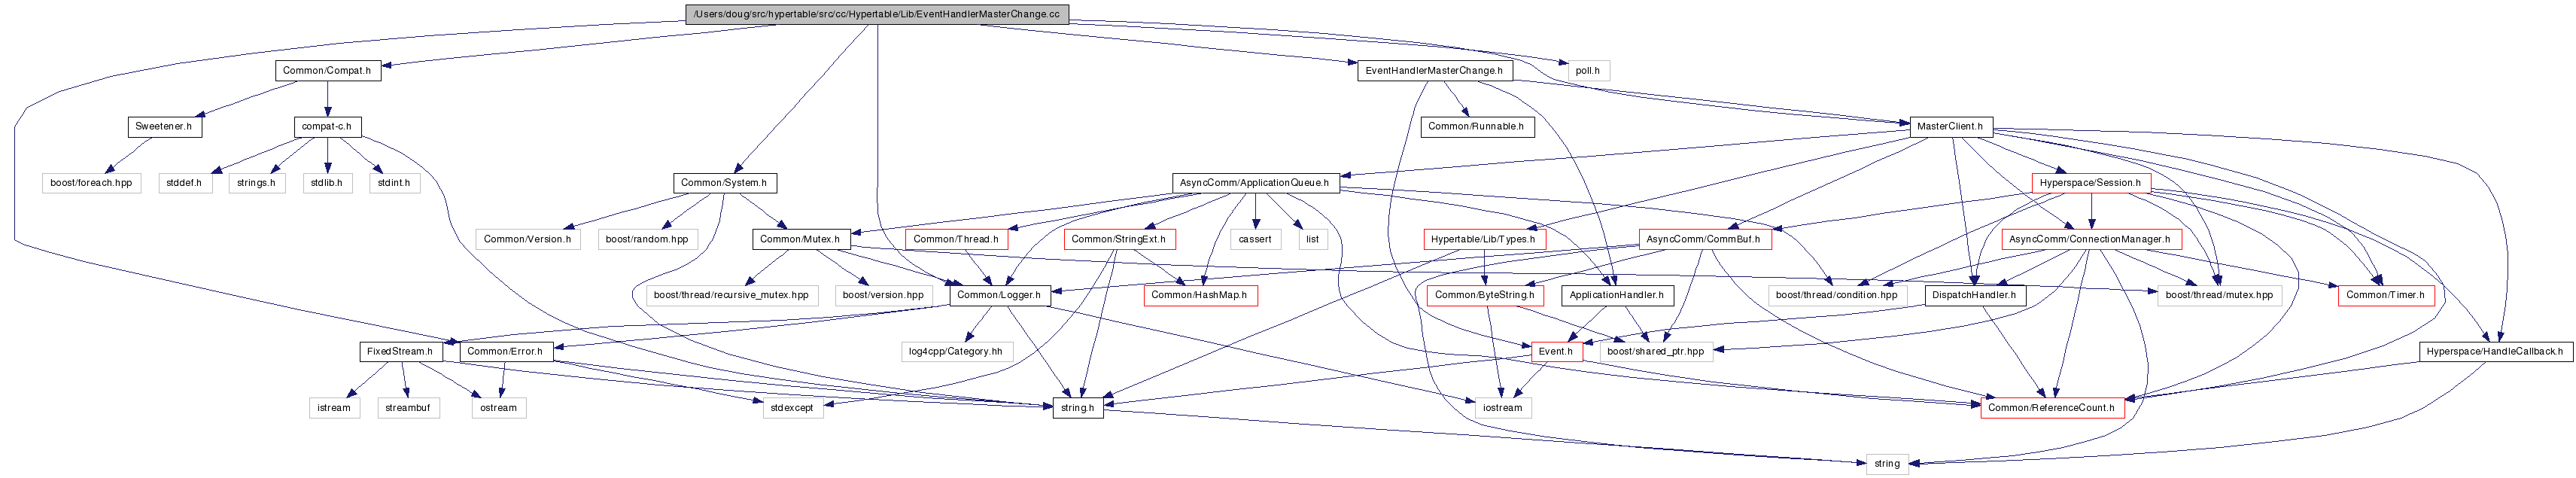 /Users/doug/src/hypertable/src/cc/Hypertable/Lib/EventHandlerMasterChange.cc
Common/Compat.h
EventHandlerMasterChange.h
poll.h
Sweetener.h
compat-c.h
Common/Runnable.h
MasterClient.h
boost/foreach.hpp
stddef.h
strings.h
stdlib.h
stdint.h
Common/System.h
AsyncComm/ApplicationQueue.h
Hyperspace/Session.h
Common/Version.h
boost/random.hpp
Common/Mutex.h
Common/Thread.h
Common/StringExt.h
cassert
list
Hypertable/Lib/Types.h
AsyncComm/CommBuf.h
AsyncComm/ConnectionManager.h
boost/thread/recursive_mutex.hpp
boost/version.hpp
Common/Logger.h
Common/HashMap.h
Common/ByteString.h
ApplicationHandler.h
boost/thread/condition.hpp
DispatchHandler.h
boost/thread/mutex.hpp
Common/Timer.h
FixedStream.h
Common/Error.h
log4cpp/Category.hh
Event.h
boost/shared_ptr.hpp
Hyperspace/HandleCallback.h
istream
streambuf
ostream
stdexcept
string.h
iostream
Common/ReferenceCount.h
string